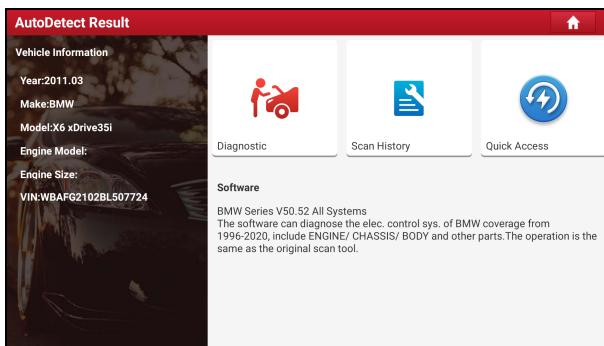 AutoDetect Result
Vehicle Information
Year:2011.03
Make:BMW
Model:X6 xDrive35i
Engine Model:
Engine Size:
VIN:WBAFG2102BL507724
Diagnostic
Scan History
Quick Access
Software
BMW Series V50.52 All Systems
The software can diagnose the elec. control sys. of BMW coverage from
1996-2020, include ENGINE/ CHASSIS/ BODY and other parts.The operation is the
same as the original scan tool.